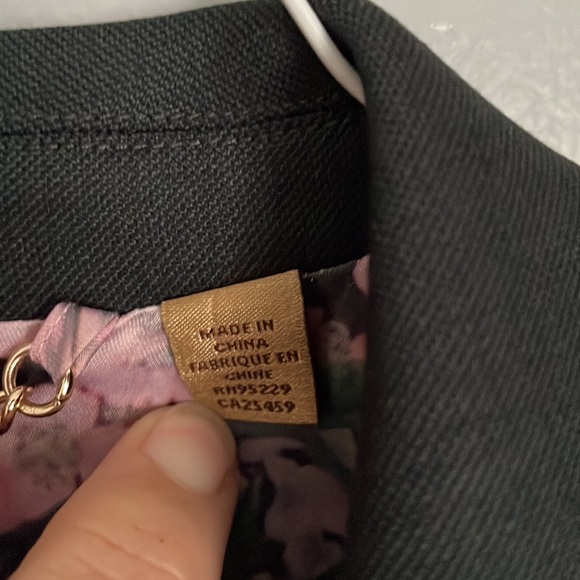 MADE IN
CHINA
FABRIQUE EN
CHINE
RN95229
CA25459